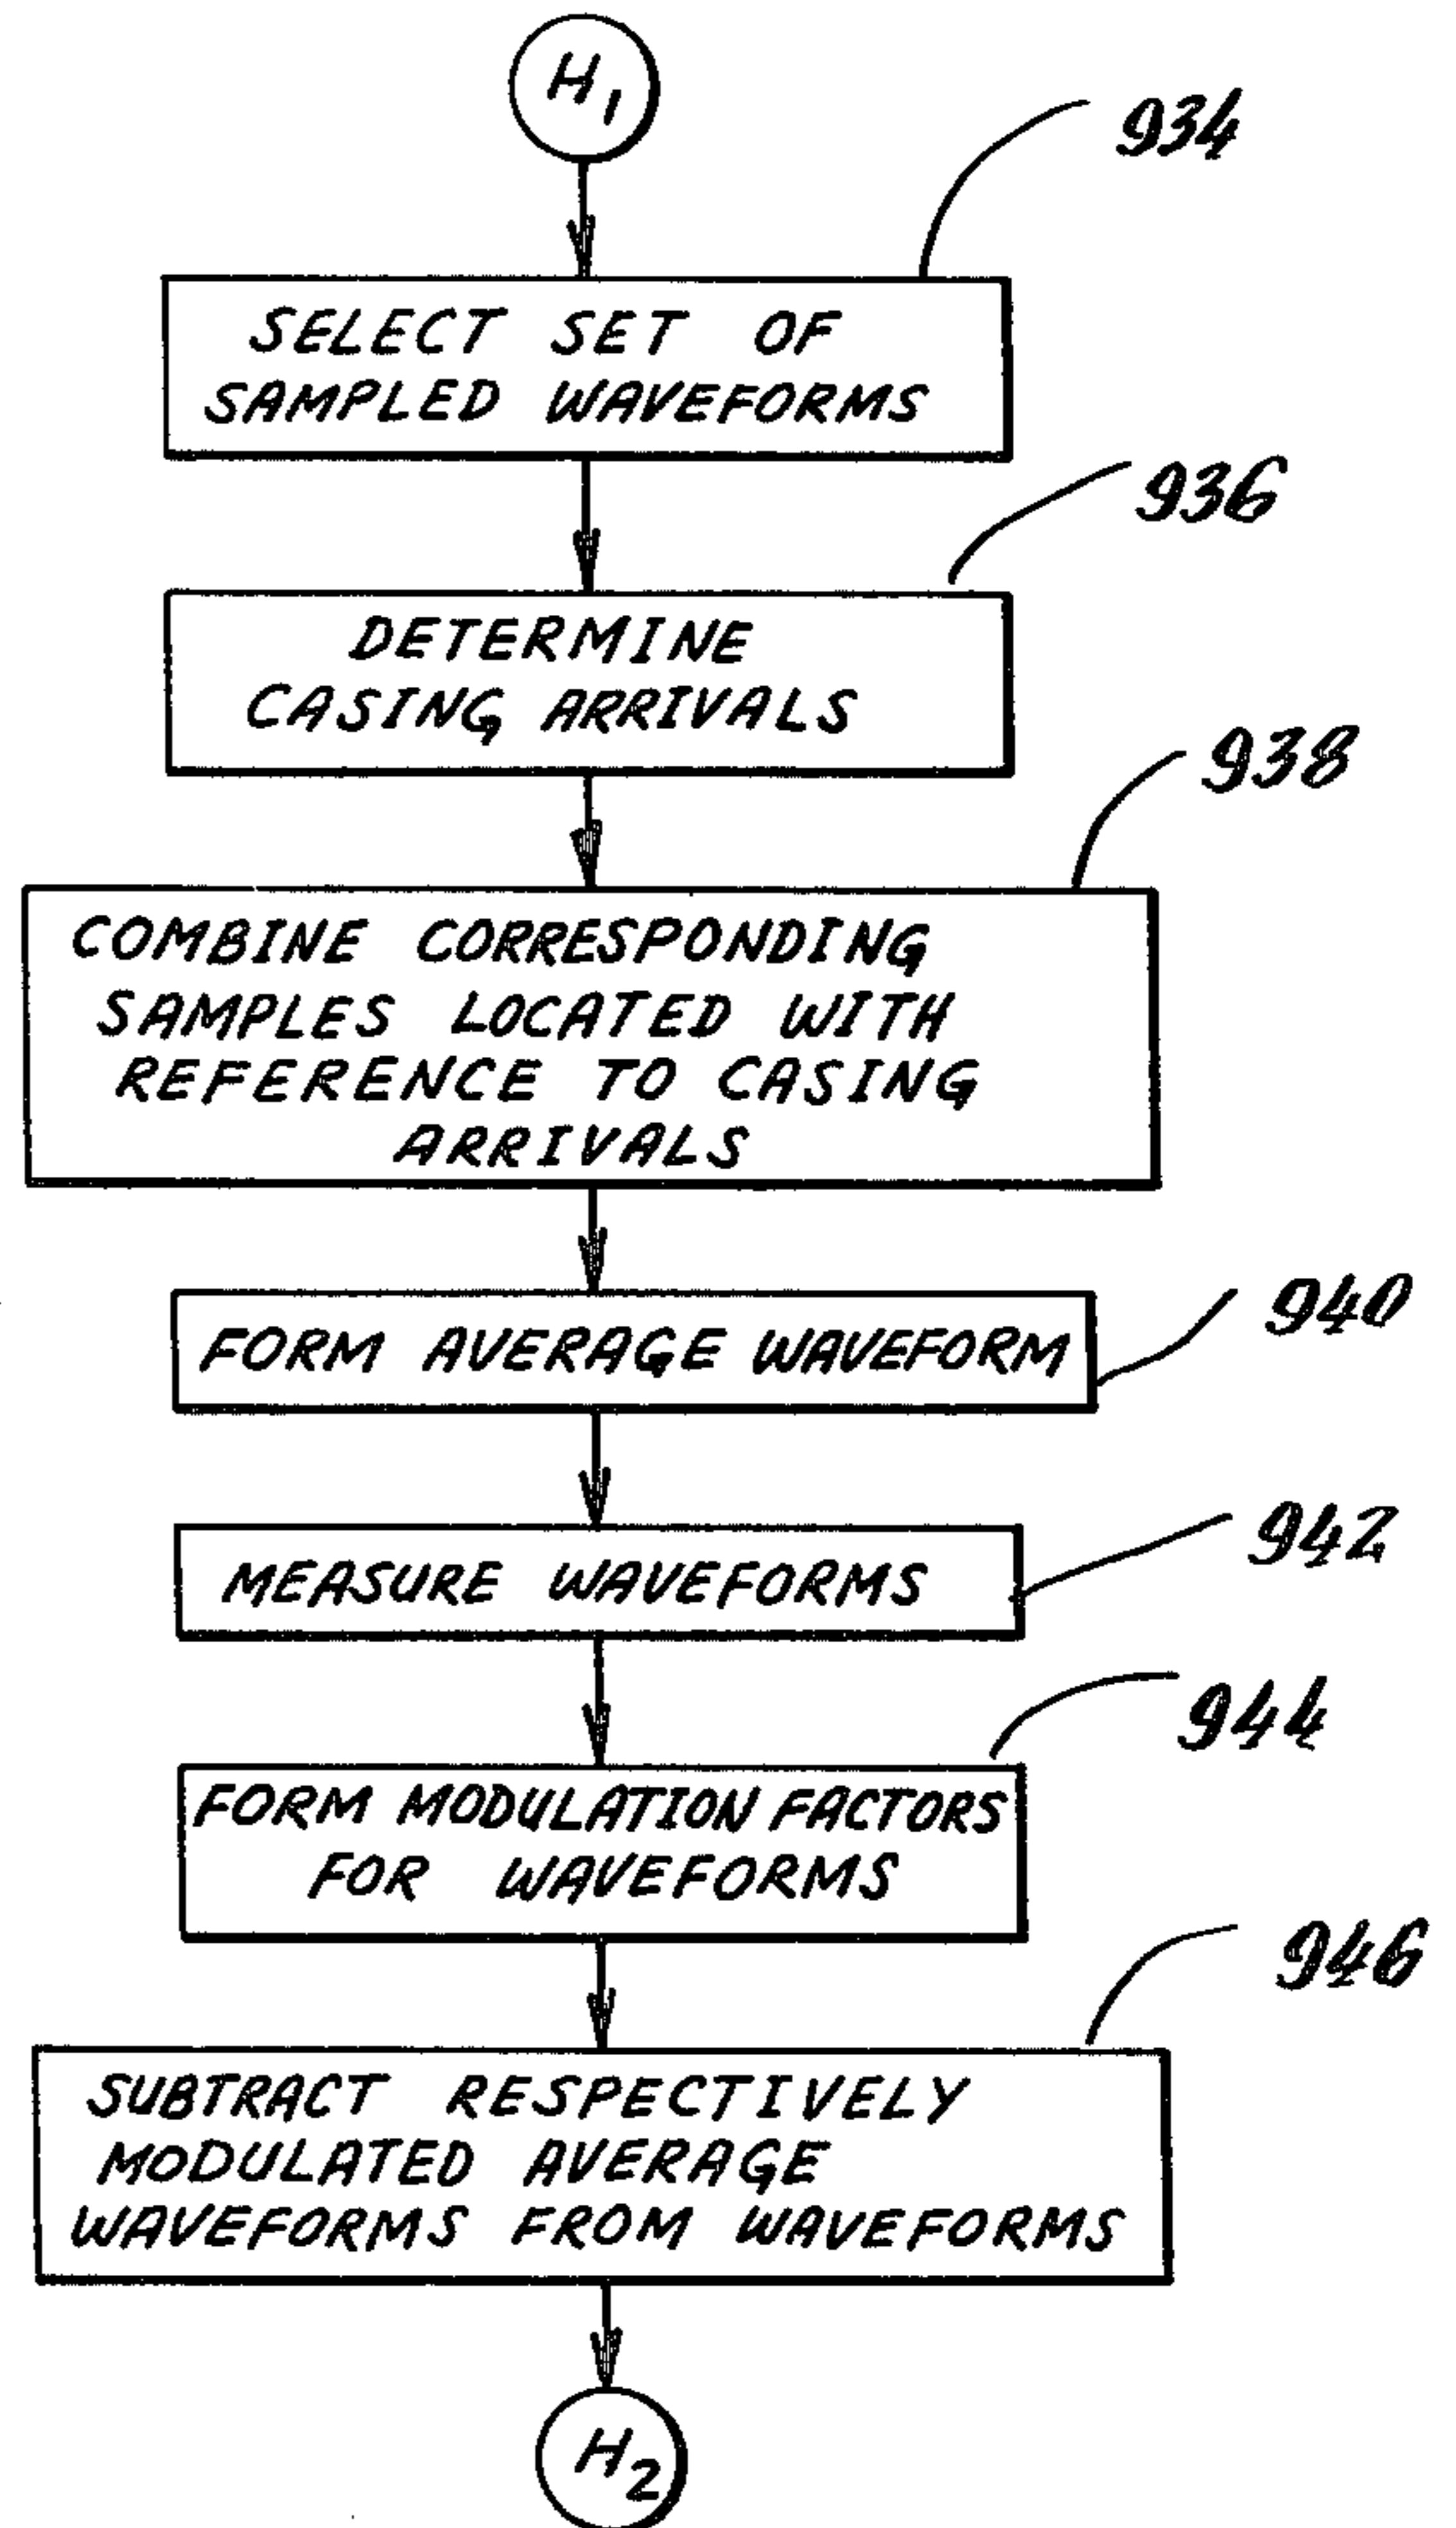 H1
934
SELECT SET OF
SAMPLED WAVEFORMS
936
DETERMINE
CASING ARRIVALS
938
COMBINE CORRESPONDING
SAMPLES LOCATED WITH
REFERENCE TO CASING
ARRIVALS
940
FORM AVERAGE WAVEFORM
942
MEASURE WAVEFORMS
944
FORM MODULATION FACTORS
FOR WAVEFORMS
946
SUBTRACT RESPECTIVELY
MODULATED AVERAGE
WAVEFORMS FROM WAVEFORMS
H2